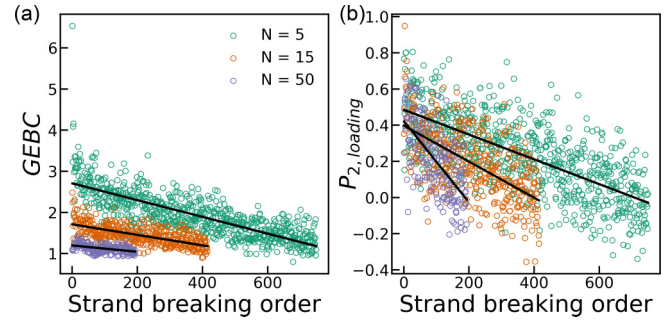 (a)
N = 5
N = 15
N = 50
GEBC
6
5
4
3
2
1
0 200 400 600
Strand breaking order
(b)
P2, loading
1.0
0.8
0.6
0.4
0.2
0.0
−0.2
−0.4
0 200 400 600
Strand breaking order